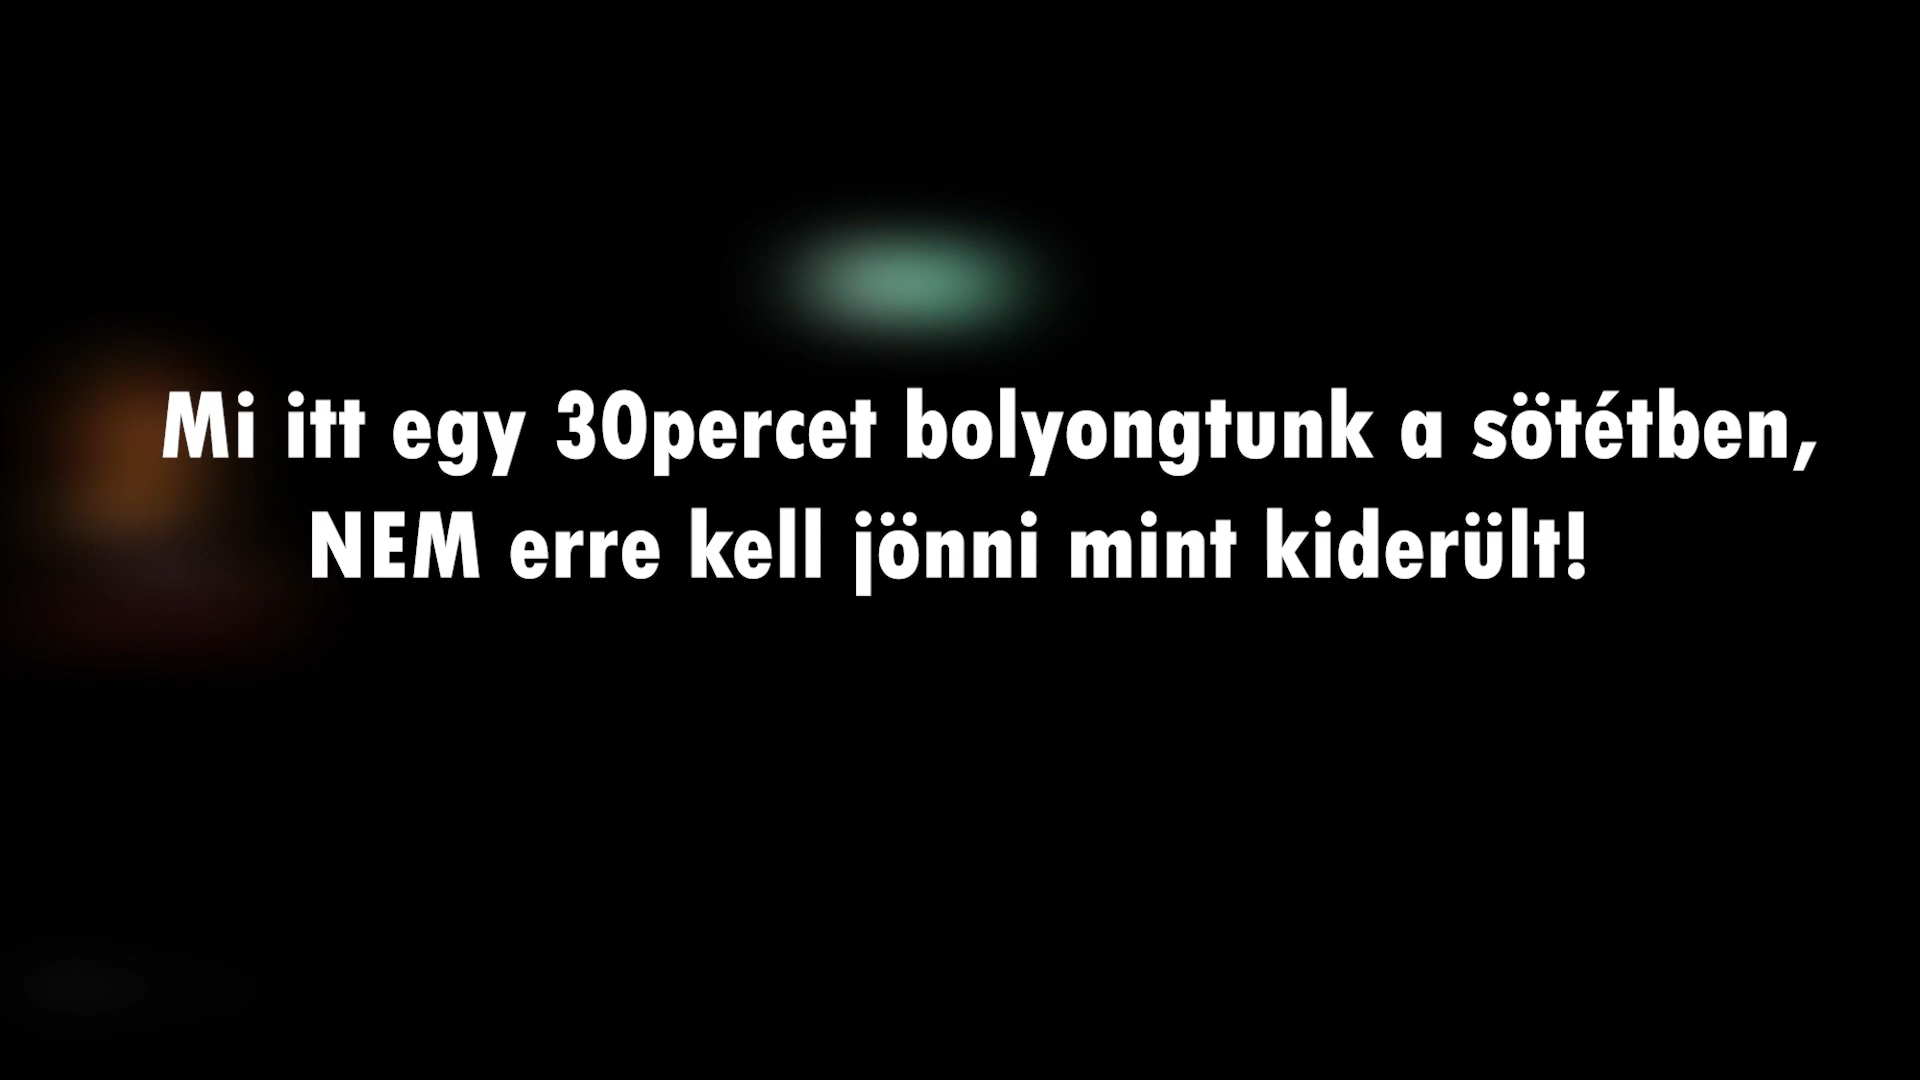 Mi itt egy 30percet bolyongtunk a sötétben,
NEM erre kell jönni mint kiderült!